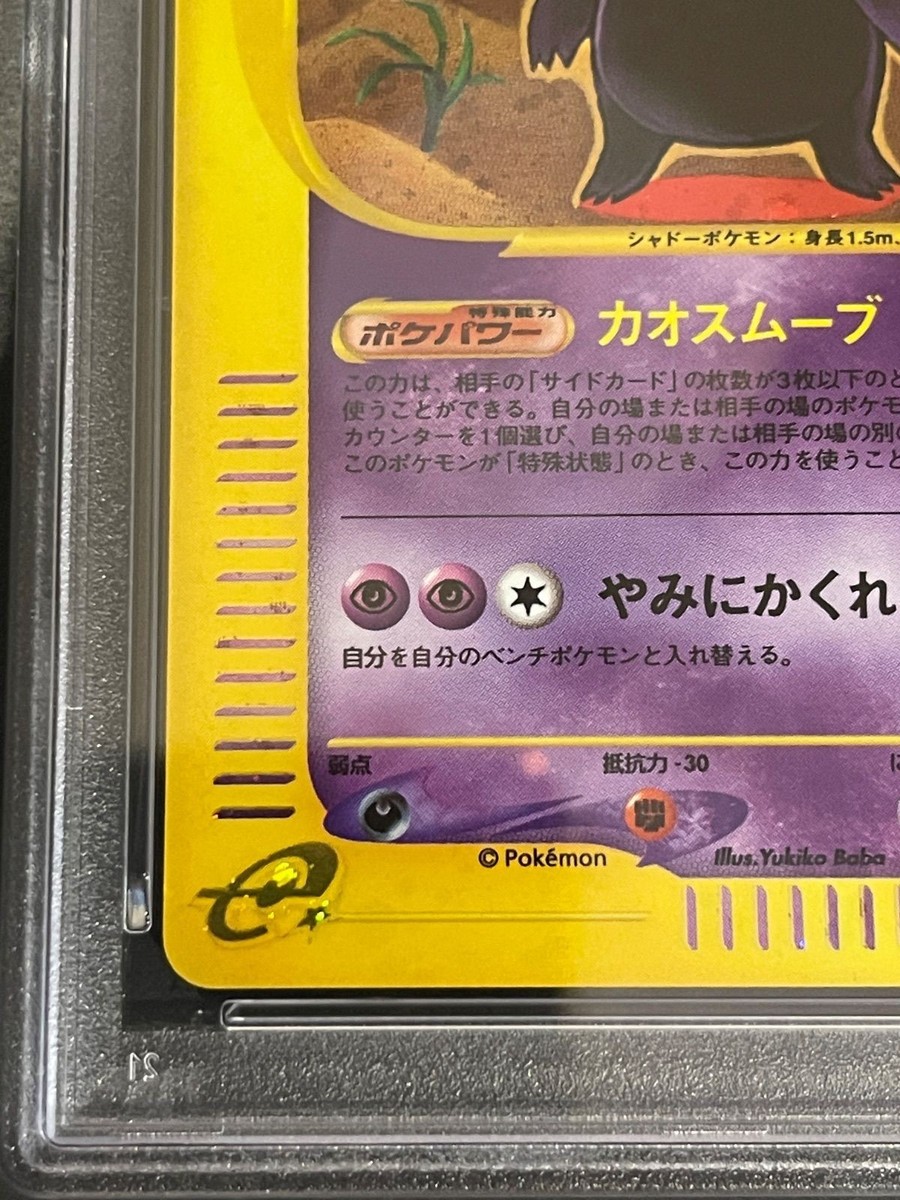 シャドーポケモン：身長1.5m、
特殊能力
ポケパワー
カオスムーブ
この力は、相手の「サイドカード」の枚数が3枚以下のと
使うことができる。自分の場または相手の場のポケモ
カウンターを1個選び、自分の場または相手の場の別の
このポケモンが「特殊状態」のとき、この力を使うこと
やみにかくれ
自分を自分のベンチポケモンと入れ替える。
弱点
抵抗力 -30
© Pokémon
Illus. Yukiko Baba
e
21